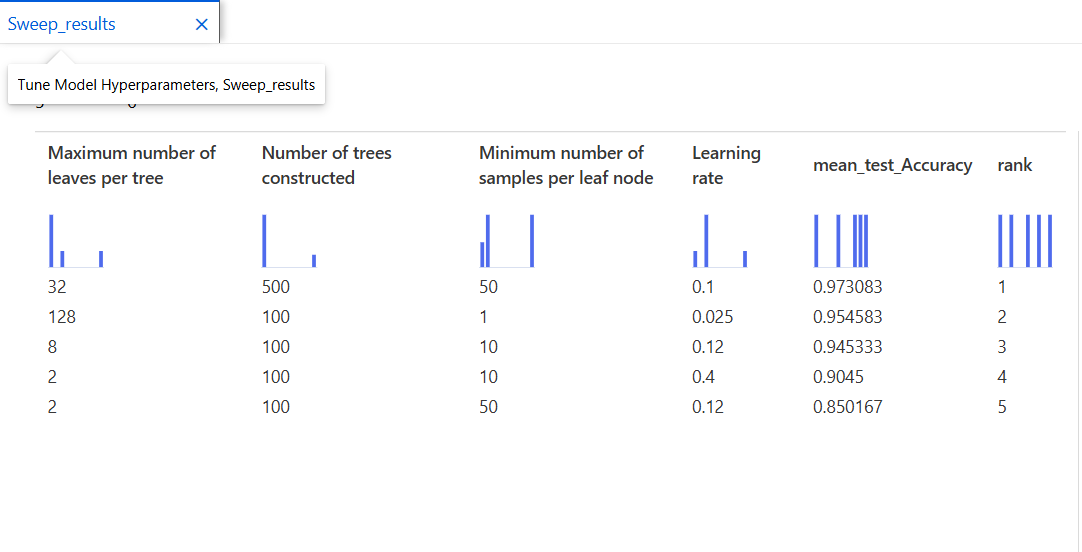 Sweep_results
Tune Model Hyperparameters, Sweep_results
Maximum number of leaves per tree
Number of trees constructed
Minimum number of samples per leaf node
Learning rate
mean_test_Accuracy
rank
32 500 50 0.1 0.973083 1
128 100 1 0.025 0.954583 2
8 100 10 0.12 0.945333 3
2 100 10 0.4 0.9045 4
2 100 50 0.12 0.850167 5